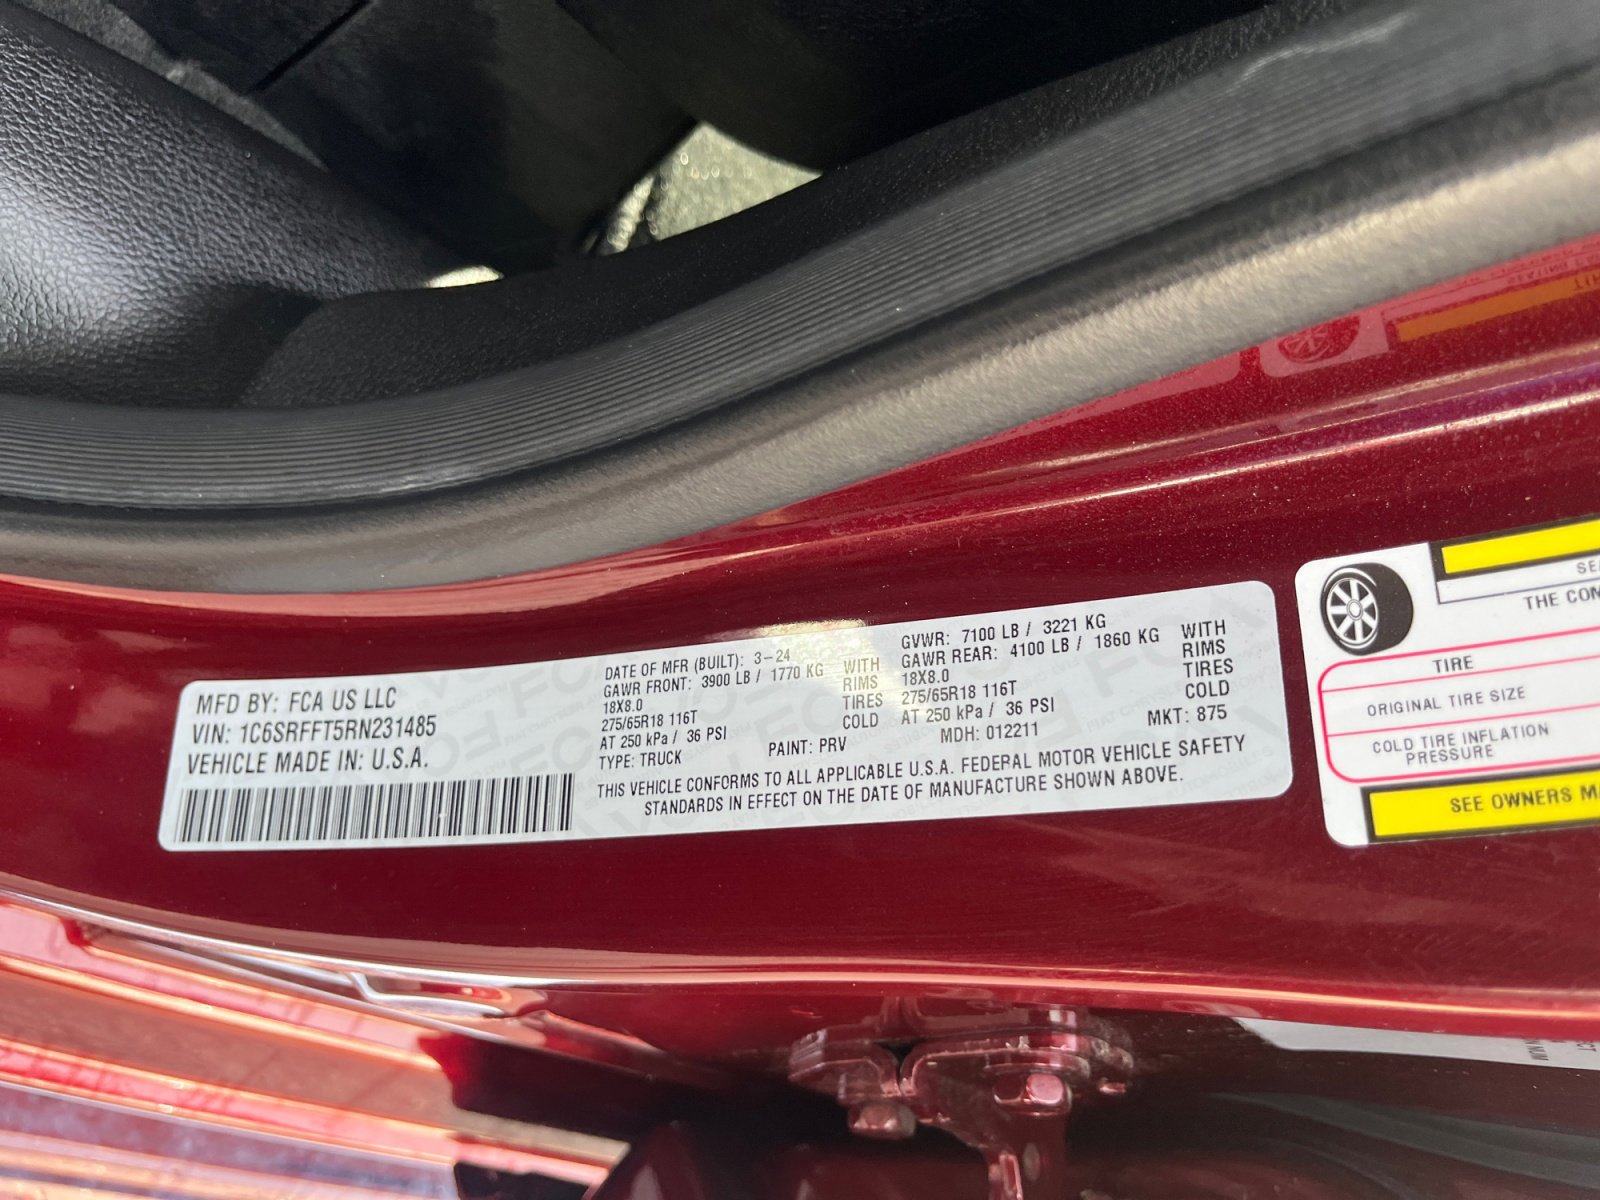 MFD BY: FCA US LLC
VIN: 1C6SRFFT5RN231485
VEHICLE MADE IN: U.S.A.
DATE OF MFR (BUILT): 3-24
GAWR FRONT: 3900 LB / 1770 KG WITH
18X8.0 RIMS
275/65R18 116T TIRES
AT 250 kPa / 36 PSI COLD
TYPE: TRUCK PAINT: PRV
GVWR: 7100 LB / 3221 KG
GAWR REAR: 4100 LB / 1860 KG WITH
18X8.0 RIMS
275/65R18 116T TIRES
AT 250 kPa / 36 PSI COLD
MDH: 012211 MKT: 875
THIS VEHICLE CONFORMS TO ALL APPLICABLE U.S.A. FEDERAL MOTOR VEHICLE SAFETY
STANDARDS IN EFFECT ON THE DATE OF MANUFACTURE SHOWN ABOVE.
THE
TIRE
ORIGINAL TIRE SIZE
COLD TIRE INFLATION
PRESSURE
SEE OWNERS